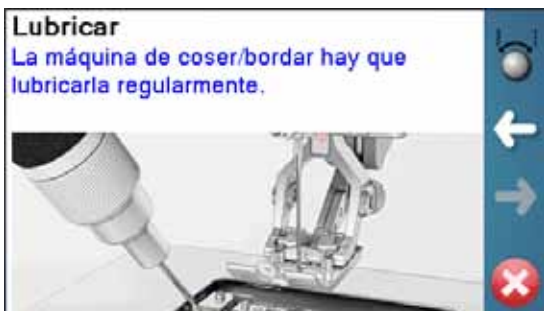 Lubricar
La máquina de coser/bordar hay que
lubricarla regularmente.